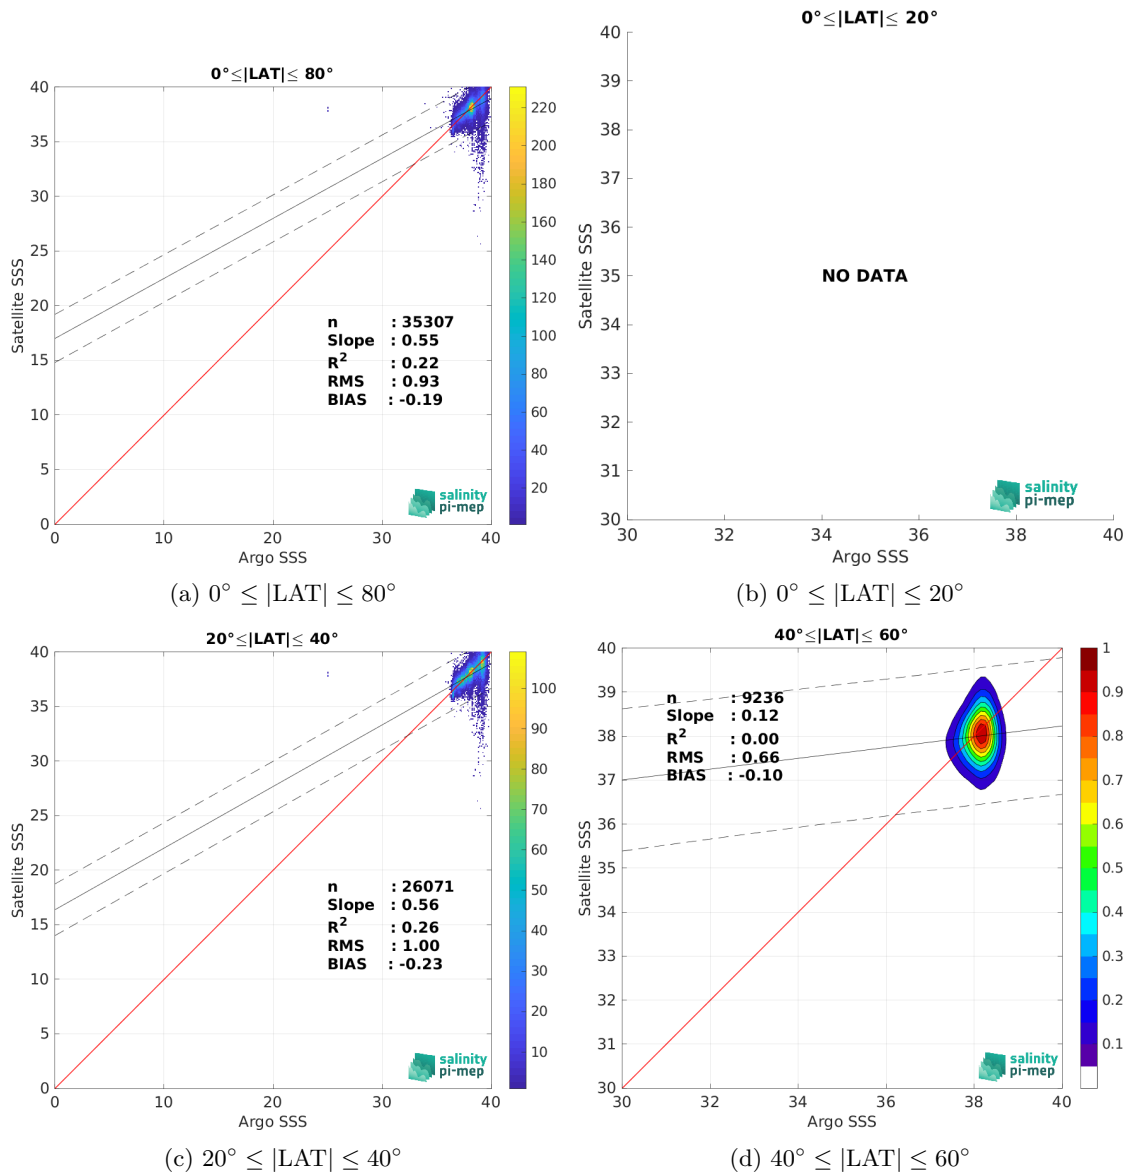 0°≤|LAT|≤ 80°
40
35
30
25
20
15
10
5
0
Satellite SSS
n : 35307
Slope : 0.55
R² : 0.22
RMS : 0.93
BIAS : -0.19
salinity
pi-mep
0 10 20 30 40
Argo SSS
220
200
180
160
140
120
100
80
60
40
20
(a) 0° ≤ |LAT| ≤ 80°
0°≤|LAT|≤ 20°
40
39
38
37
36
35
34
33
32
31
30
Satellite SSS
NO DATA
salinity
pi-mep
30 32 34 36 38 40
Argo SSS
(b) 0° ≤ |LAT| ≤ 20°
20°≤|LAT|≤ 40°
40
35
30
25
20
15
10
5
0
Satellite SSS
n : 26071
Slope : 0.56
R² : 0.26
RMS : 1.00
BIAS : -0.23
salinity
pi-mep
0 10 20 30 40
Argo SSS
100
90
80
70
60
50
40
30
20
10
(c) 20° ≤ |LAT| ≤ 40°
40°≤|LAT|≤ 60°
40
39
38
37
36
35
34
33
32
31
30
Satellite SSS
n : 9236
Slope : 0.12
R² : 0.00
RMS : 0.66
BIAS : -0.10
salinity
pi-mep
30 32 34 36 38 40
Argo SSS
1
0.9
0.8
0.7
0.6
0.5
0.4
0.3
0.2
0.1
(d) 40° ≤ |LAT| ≤ 60°